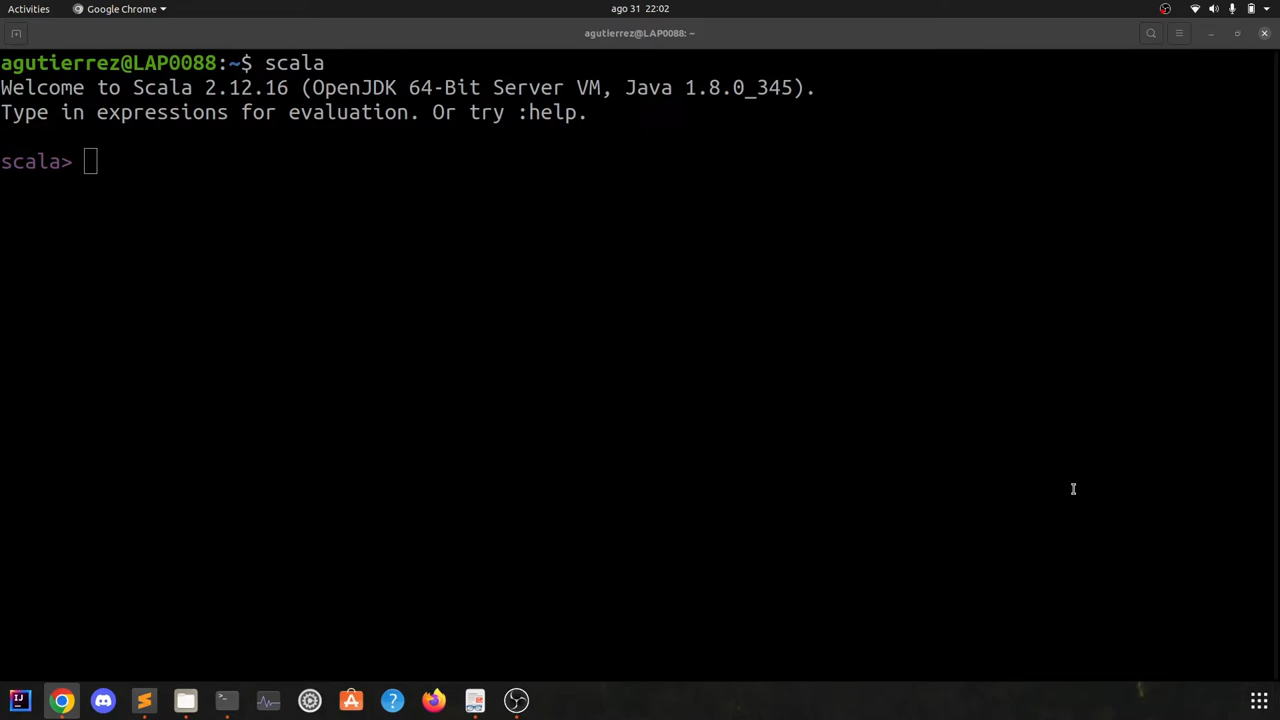 Activities
Google Chrome
ago 31 22:02
agutierrez@LAP0088: ~
agutierrez@LAP0088:~$ scala
Welcome to Scala 2.12.16 (OpenJDK 64-Bit Server VM, Java 1.8.0_345).
Type in expressions for evaluation. Or try :help.
scala>
IJ